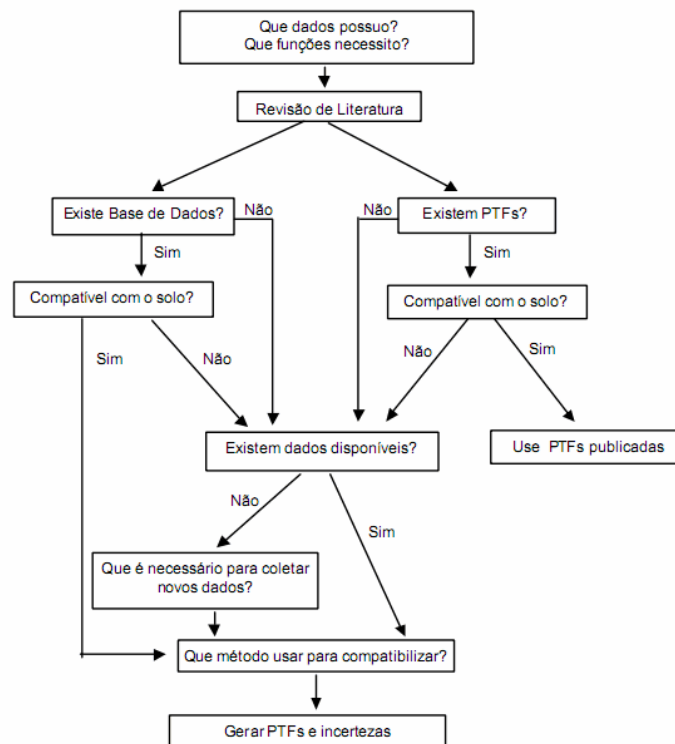 Que dados possuo?
Que funções necessito?
Revisão de Literatura
Existe Base de Dados?
Não
Não
Existem PTFs?
Sim
Sim
Compatível com o solo?
Compatível com o solo?
Sim
Não
Não
Sim
Existem dados disponíveis?
Use PTFs publicadas
Não
Sim
Que é necessário para coletar
novos dados?
Que método usar para compatibilizar?
Gerar PTFs e incertezas